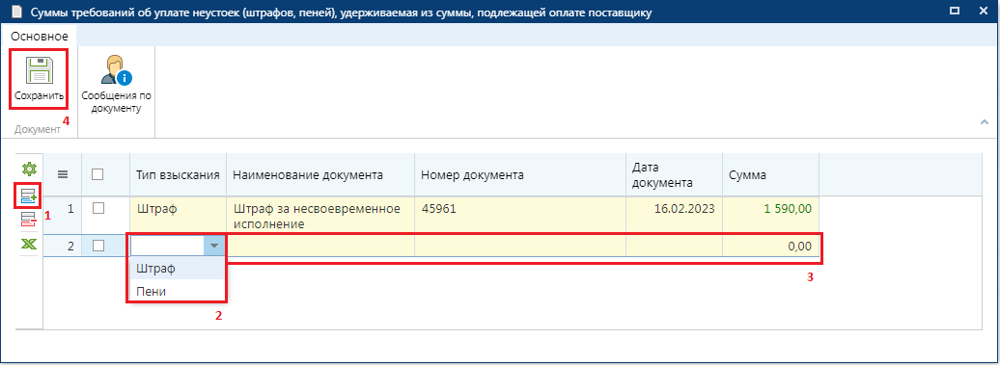 Суммы требований об уплате неустоек (штрафов, пеней), удерживаемая из суммы, подлежащей оплате поставщику
Основное
Сохранить
4
Документ
Сообщения по
документу
Тип взыскания
Наименование документа
Номер документа
Дата
документа
Сумма
1
1
Штраф
Штраф за несвоевременное
исполнение
45961
16.02.2023
1 590,00
2
0,00
Штраф
Пени
2
3